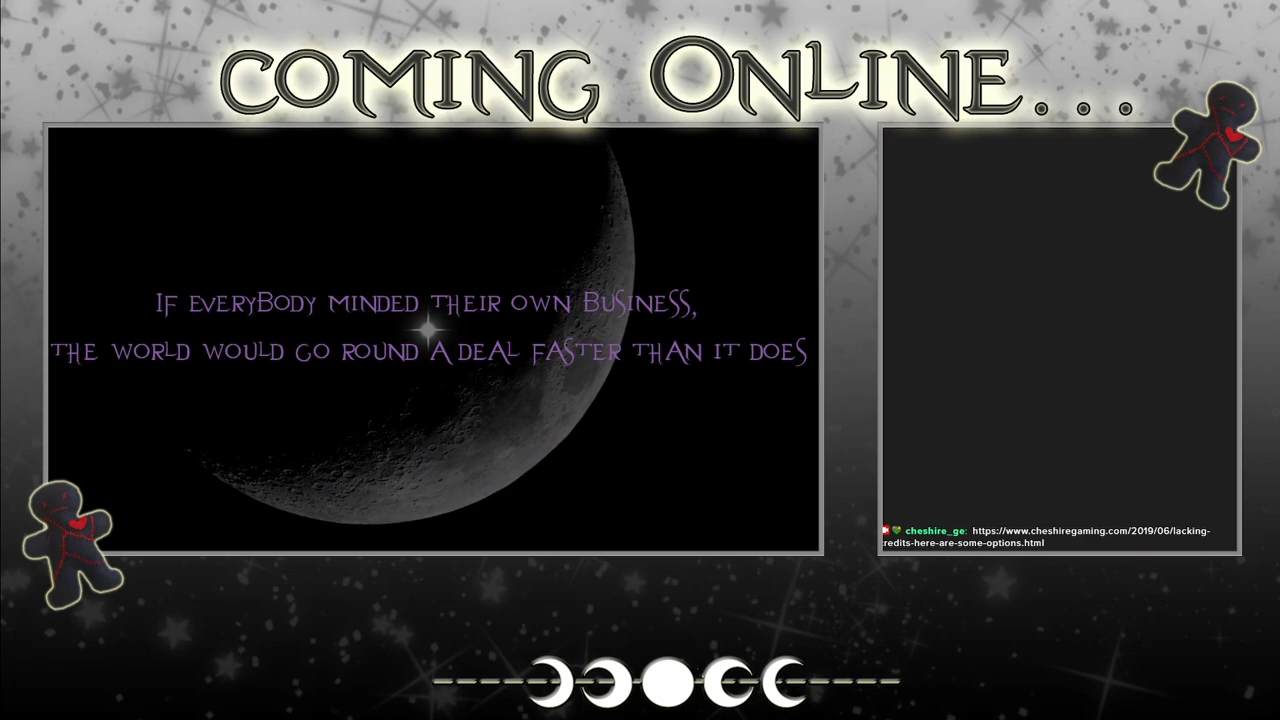 COMING ONLINE...
IF EVERYBODY MINDED THEIR OWN BUSINESS,
THE WORLD WOULD GO ROUND A DEAL FASTER THAN IT DOES
cheshire_ge: https://www.cheshiregaming.com/2019/06/lacking-
credits-here-are-some-options.html